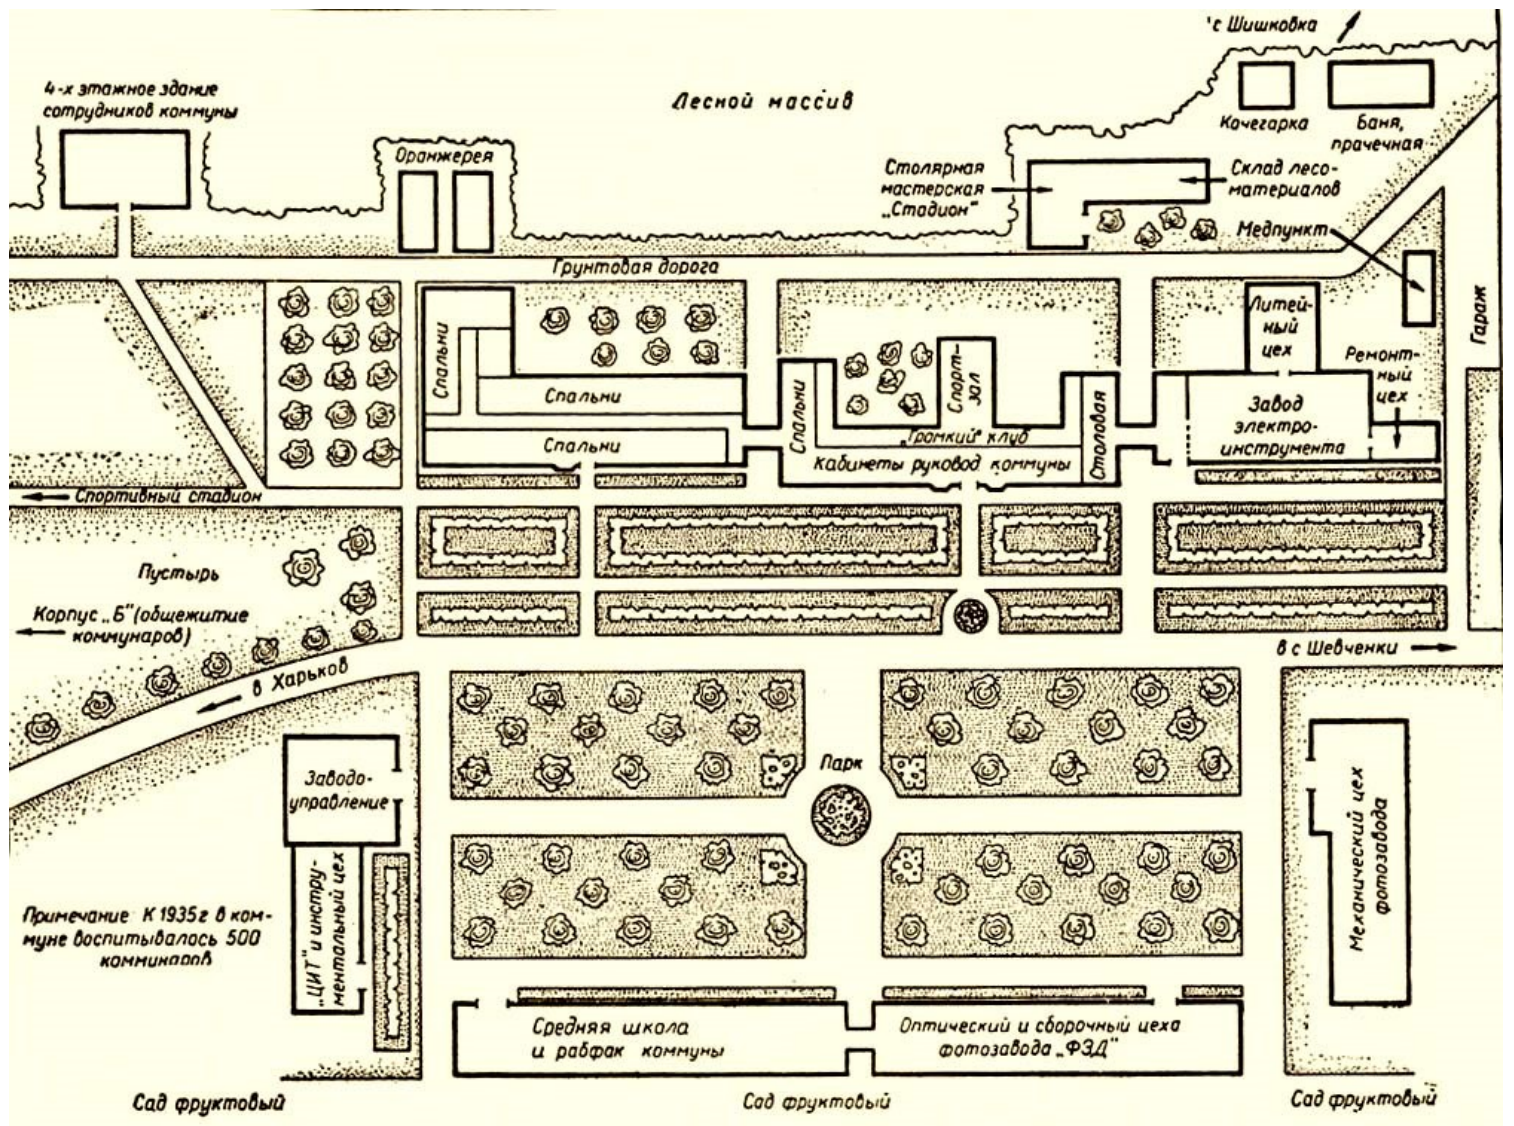 с Шишковка
4-х этажное здание
сотрудников коммуны
Лесной массив
Кочегарка
Баня,
прачечная
Оранжерея
Столярная
мастерская
„Стадион"
Склад лесо-
материалов
Медпункт
Грунтовая дорога
Гараж
Литей-
ный
цех
Ремонт-
ный
цех
Спальни
Спальни
Спальни
Спальни
Спорт-
зал
„Громкий" клуб
Кабинеты руковод коммуны
Столовая
Завод
электро-
инструмента
Спортивный стадион
Пустырь
Корпус „Б" (общежитие
коммунаров)
в Харьков
в с Шевченки
Парк
Заводо-
управление
„ЦИТ" и инстру-
ментальный цех
Механический цех
фотозавода
Примечание К 1935г в ком-
муне воспитывалось 500
коммунаров
Средняя школа
и рабфак коммуны
Оптический и сборочный цеха
фотозавода „ФЭД"
Сад фруктовый
Сад фруктовый
Сад фруктовый